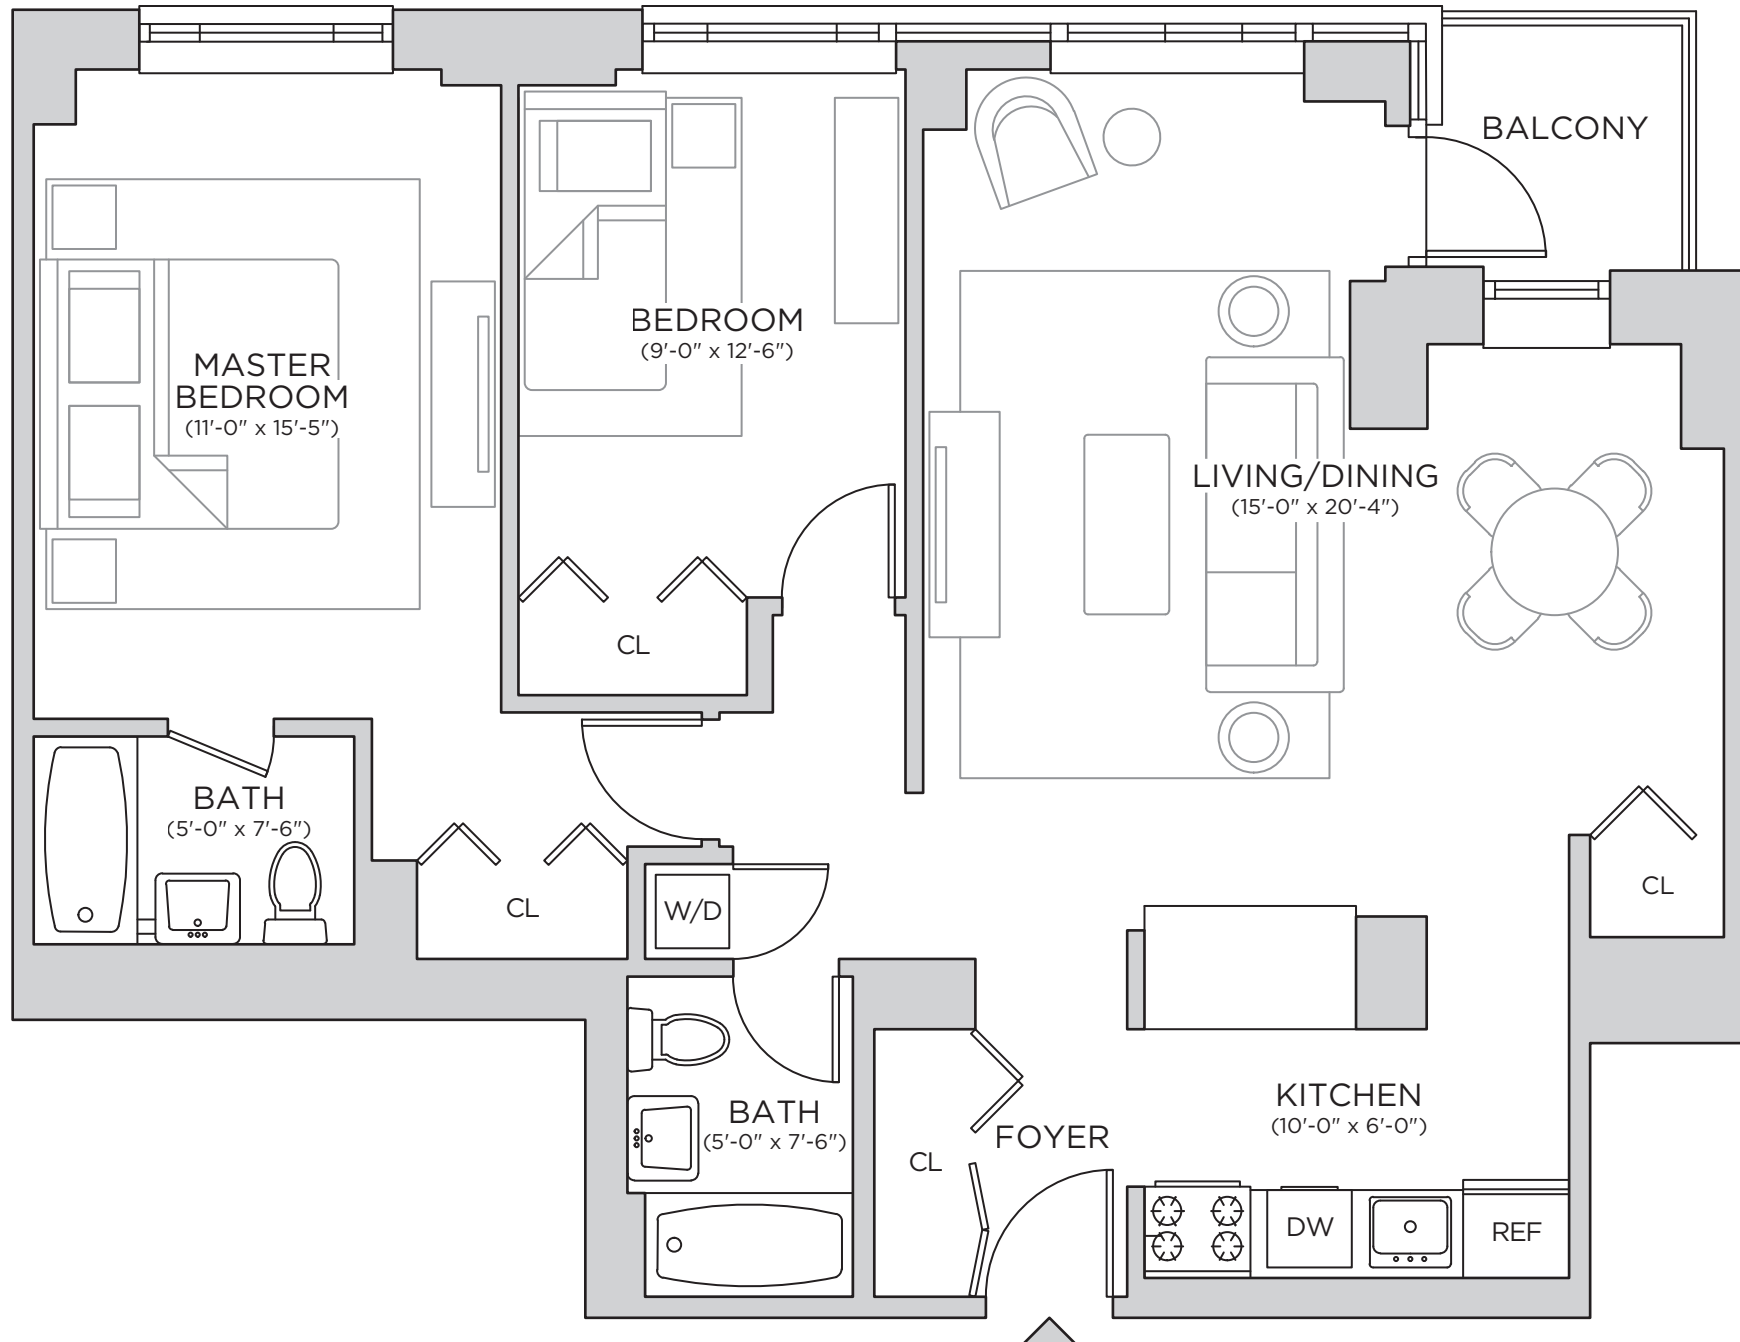 BALCONY
BEDROOM
(9'-0" x 12'-6")
MASTER
BEDROOM
(11'-0" x 15'-5")
LIVING/DINING
(15'-0" x 20'-4")
CL
BATH
(5'-0" x 7'-6")
CL
W/D
CL
KITCHEN
(10'-0" x 6'-0")
BATH
(5'-0" x 7'-6")
FOYER
CL
DW
REF